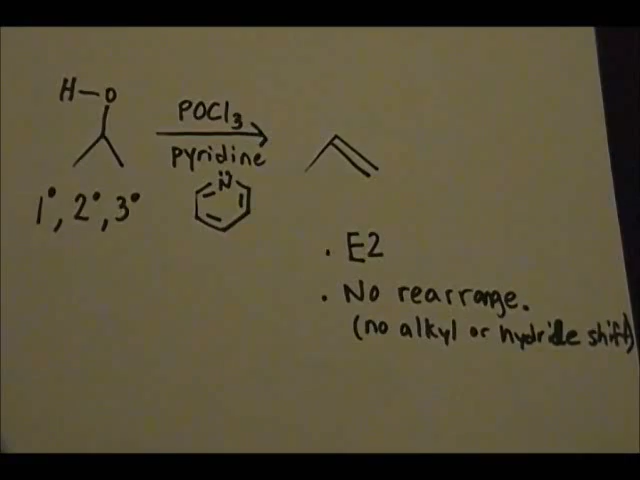 H-O
POCl3
pyridine
N
1°, 2°, 3°
· E2
· No rearrange.
(no alkyl or hydride shift)